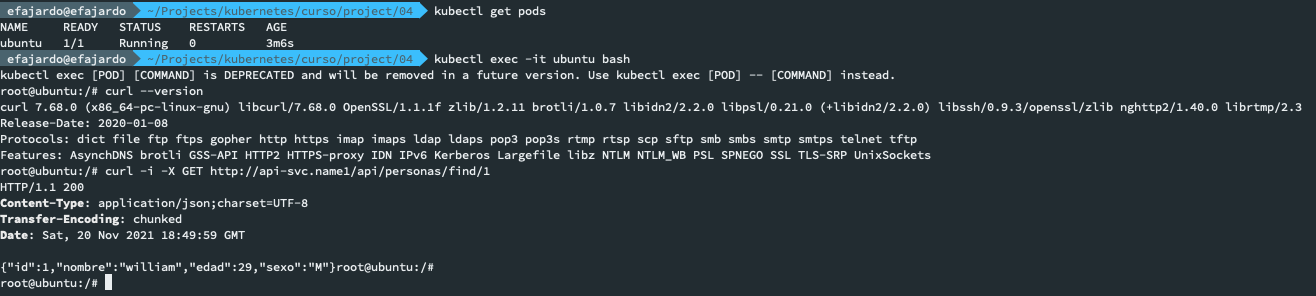 efajardo@efajardo ~/Projects/kubernetes/curso/project/04 kubectl get pods
NAME READY STATUS RESTARTS AGE
ubuntu 1/1 Running 0 3m6s
efajardo@efajardo ~/Projects/kubernetes/curso/project/04 kubectl exec -it ubuntu bash
kubectl exec [POD] [COMMAND] is DEPRECATED and will be removed in a future version. Use kubectl exec [POD] -- [COMMAND] instead.
root@ubuntu:/# curl --version
curl 7.68.0 (x86_64-pc-linux-gnu) libcurl/7.68.0 OpenSSL/1.1.1f zlib/1.2.11 brotli/1.0.7 libidn2/2.2.0 libpsl/0.21.0 (+libidn2/2.2.0) libssh/0.9.3/openssl/zlib nghttp2/1.40.0 librtmp/2.3
Release-Date: 2020-01-08
Protocols: dict file ftp ftps gopher http https imap imaps ldap ldaps pop3 pop3s rtmp rtsp scp sftp smb smbs smtp smtps telnet tftp
Features: AsynchDNS brotli GSS-API HTTP2 HTTPS-proxy IDN IPv6 Kerberos Largefile libz NTLM NTLM_WB PSL SPNEGO SSL TLS-SRP UnixSockets
root@ubuntu:/# curl -i -X GET http://api-svc.name1/api/personas/find/1
HTTP/1.1 200
Content-Type: application/json;charset=UTF-8
Transfer-Encoding: chunked
Date: Sat, 20 Nov 2021 18:49:59 GMT
{"id":1,"nombre":"william","edad":29,"sexo":"M"}root@ubuntu:/#
root@ubuntu:/#